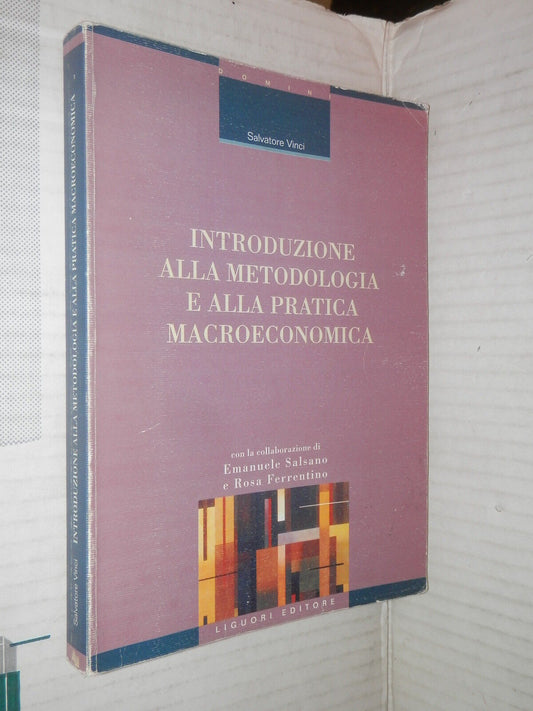 DOMINI
Salvatore Vinci
INTRODUZIONE
ALLA METODOLOGIA
E ALLA PRATICA
MACROECONOMICA
con la collaborazione di
Emanuele Salsano
e Rosa Ferrentino
LIGUORI EDITORE
Salvatore Vinci
INTRODUZIONE ALLA METODOLOGIA E ALLA PRATICA MACROECONOMICA